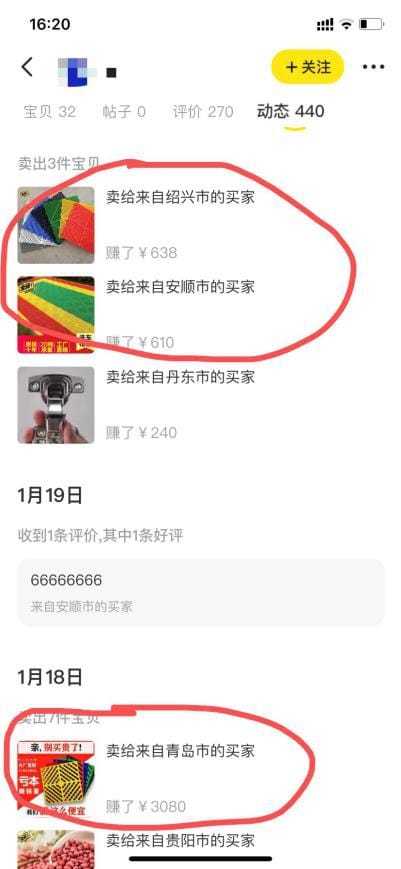 16:20
+关注
宝贝 32 帖子 0 评价 270 动态 440
卖出3件宝贝
卖给来自绍兴市的买家
赚了￥638
卖给来自安顺市的买家
赚了￥610
卖给来自丹东市的买家
赚了￥240
1月19日
收到1条评价,其中1条好评
66666666
来自安顺市的买家
1月18日
卖出7件宝贝
卖给来自青岛市的买家
亲,别买贵了!
亏本
赚了￥3080
卖给来自贵阳市的买家